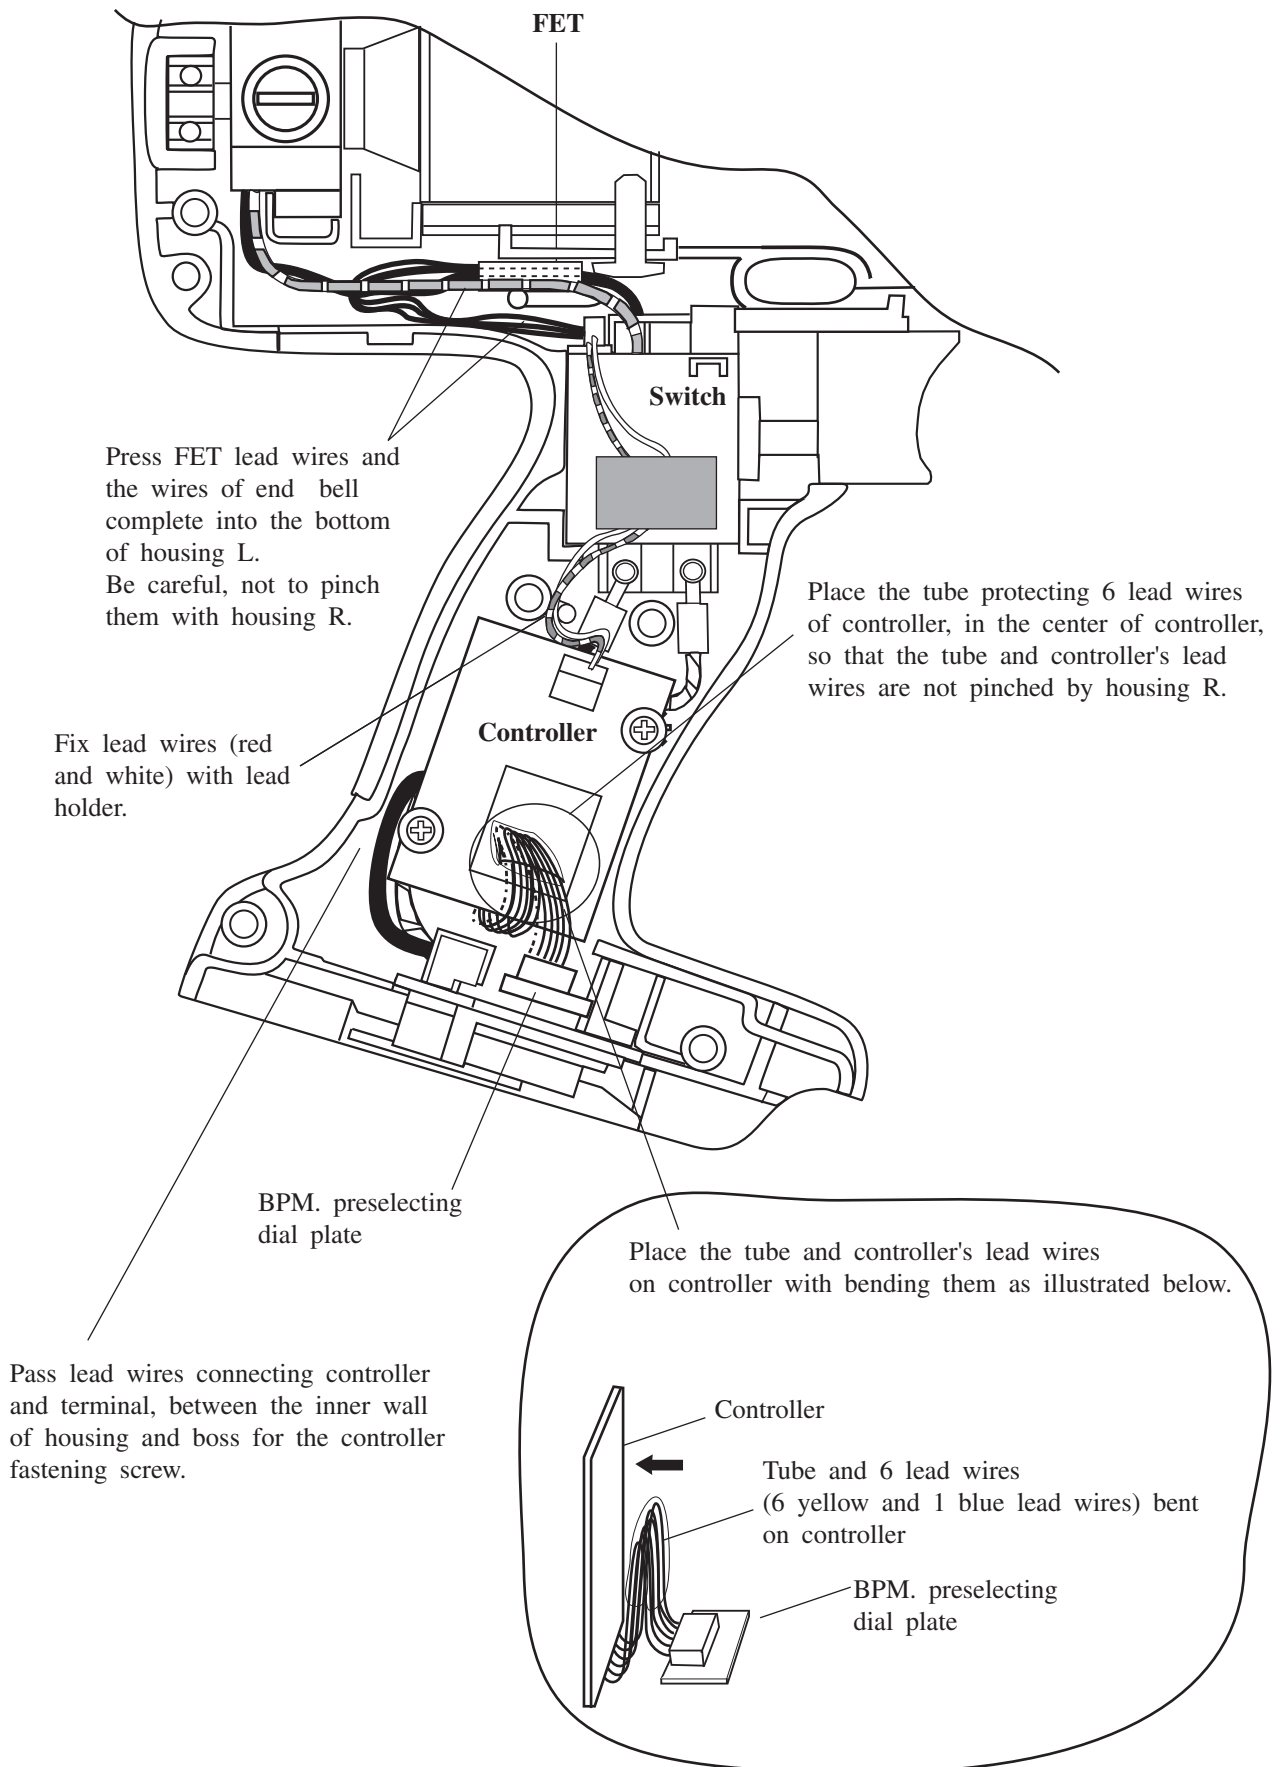 FET
Switch
Press FET lead wires and
the wires of end bell
complete into the bottom
of housing L.
Be careful, not to pinch
them with housing R.
Place the tube protecting 6 lead wires
of controller, in the center of controller,
so that the tube and controller's lead
wires are not pinched by housing R.
Controller
Fix lead wires (red
and white) with lead
holder.
BPM. preselecting
dial plate
Place the tube and controller's lead wires
on controller with bending them as illustrated below.
Pass lead wires connecting controller
and terminal, between the inner wall
of housing and boss for the controller
fastening screw.
Controller
Tube and 6 lead wires
(6 yellow and 1 blue lead wires) bent
on controller
BPM. preselecting
dial plate